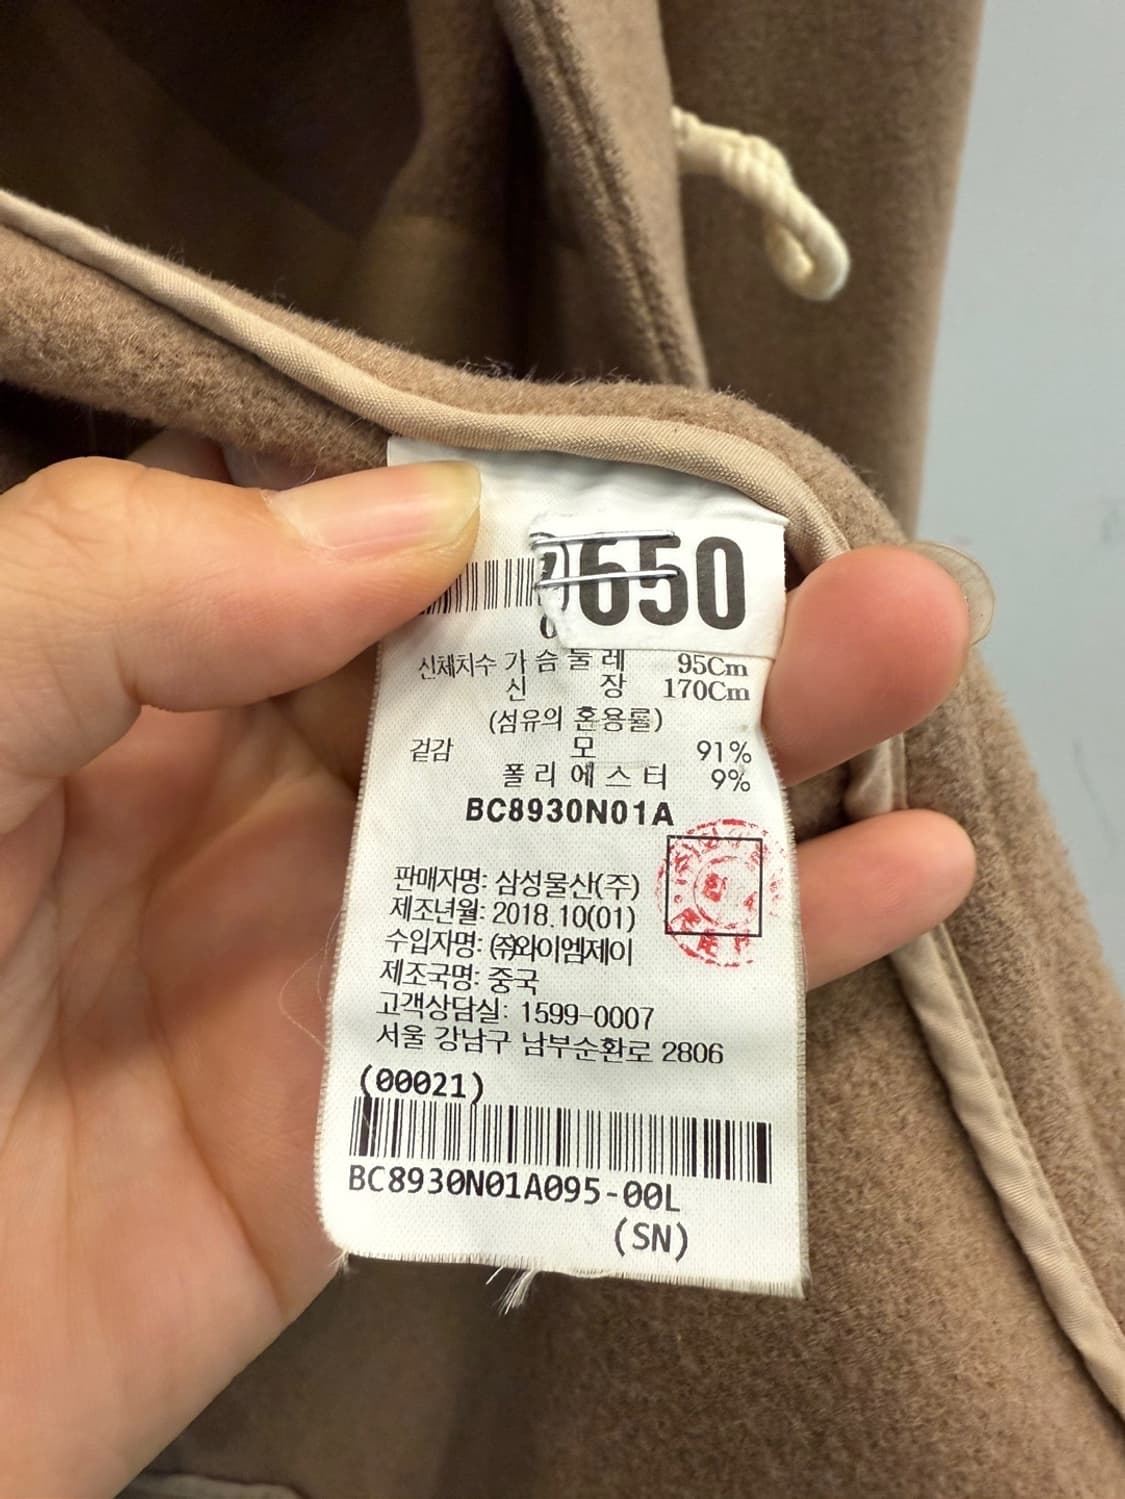 650
신체치수 가슴둘레 95Cm
신 장 170Cm
(섬유의 혼용률)
겉감 모 91%
폴리에스터 9%
BC8930N01A
판매자명: 삼성물산(주)
제조년월: 2018.10(01)
수입자명: ㈜와이엠제이
제조국명: 중국
고객상담실: 1599-0007
서울 강남구 남부순환로 2806
(00021)
BC8930N01A095-00L
(SN)